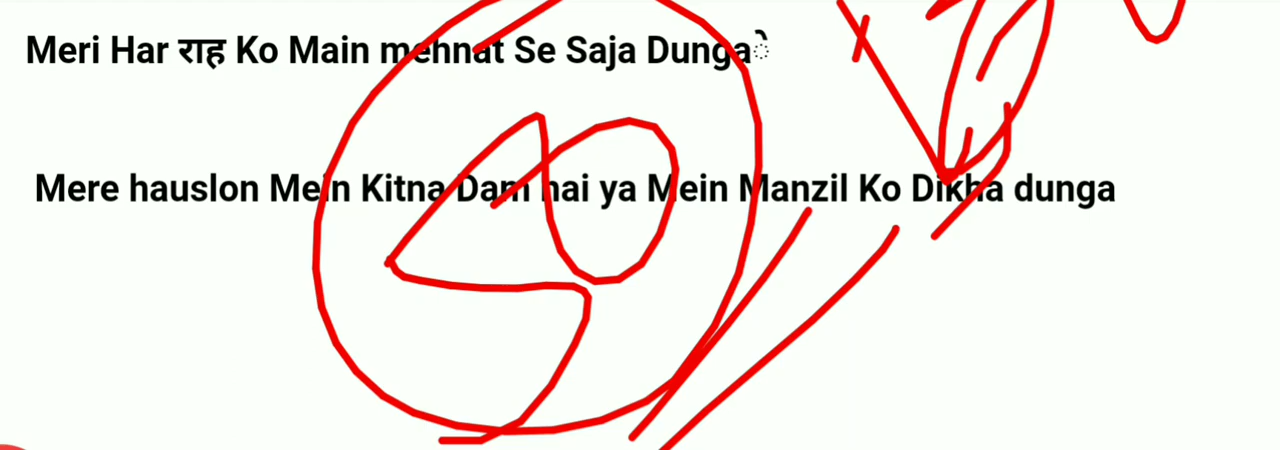 Meri Har राह Ko Main mehnat Se Saja Dungaे
Mere hauslon Mein Kitna Dam hai ya Mein Manzil Ko Dikha dunga